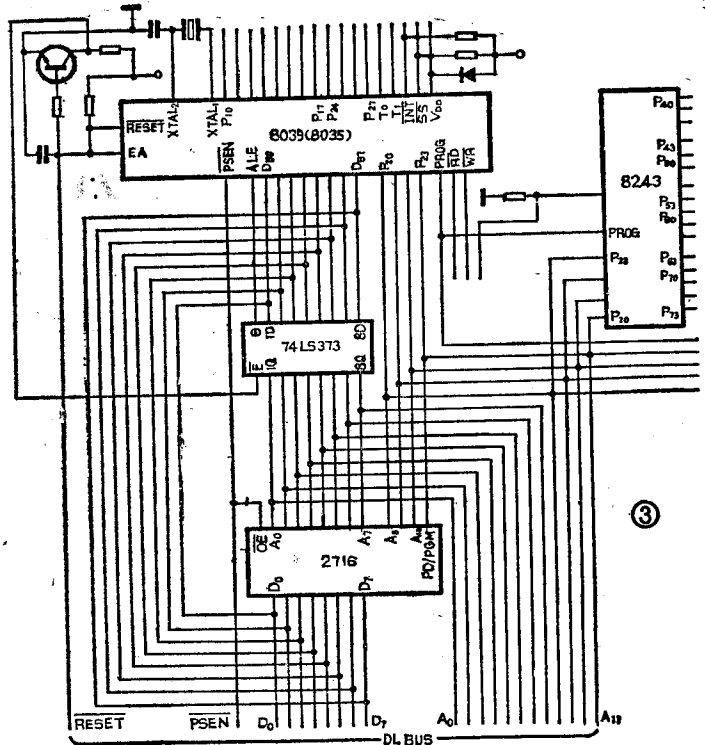 RESET XTAL2 XTAL1 P10 P17 P24 P27 T0 T1 INT SS VDD
8039(8035)
EA PSEN ALE DB0 DB7 P20 P23 PROG RD WR
P40
P43
P50
8243
P53
P60
PROG
P63
P70
P73
P20
G 1D 8D
74LS373
E 1Q 8Q
③
OE A0 A7 A8 A10 PD/PGM
2716
D0 D7
RESET PSEN D0 D7 A0 A13
DL BUS